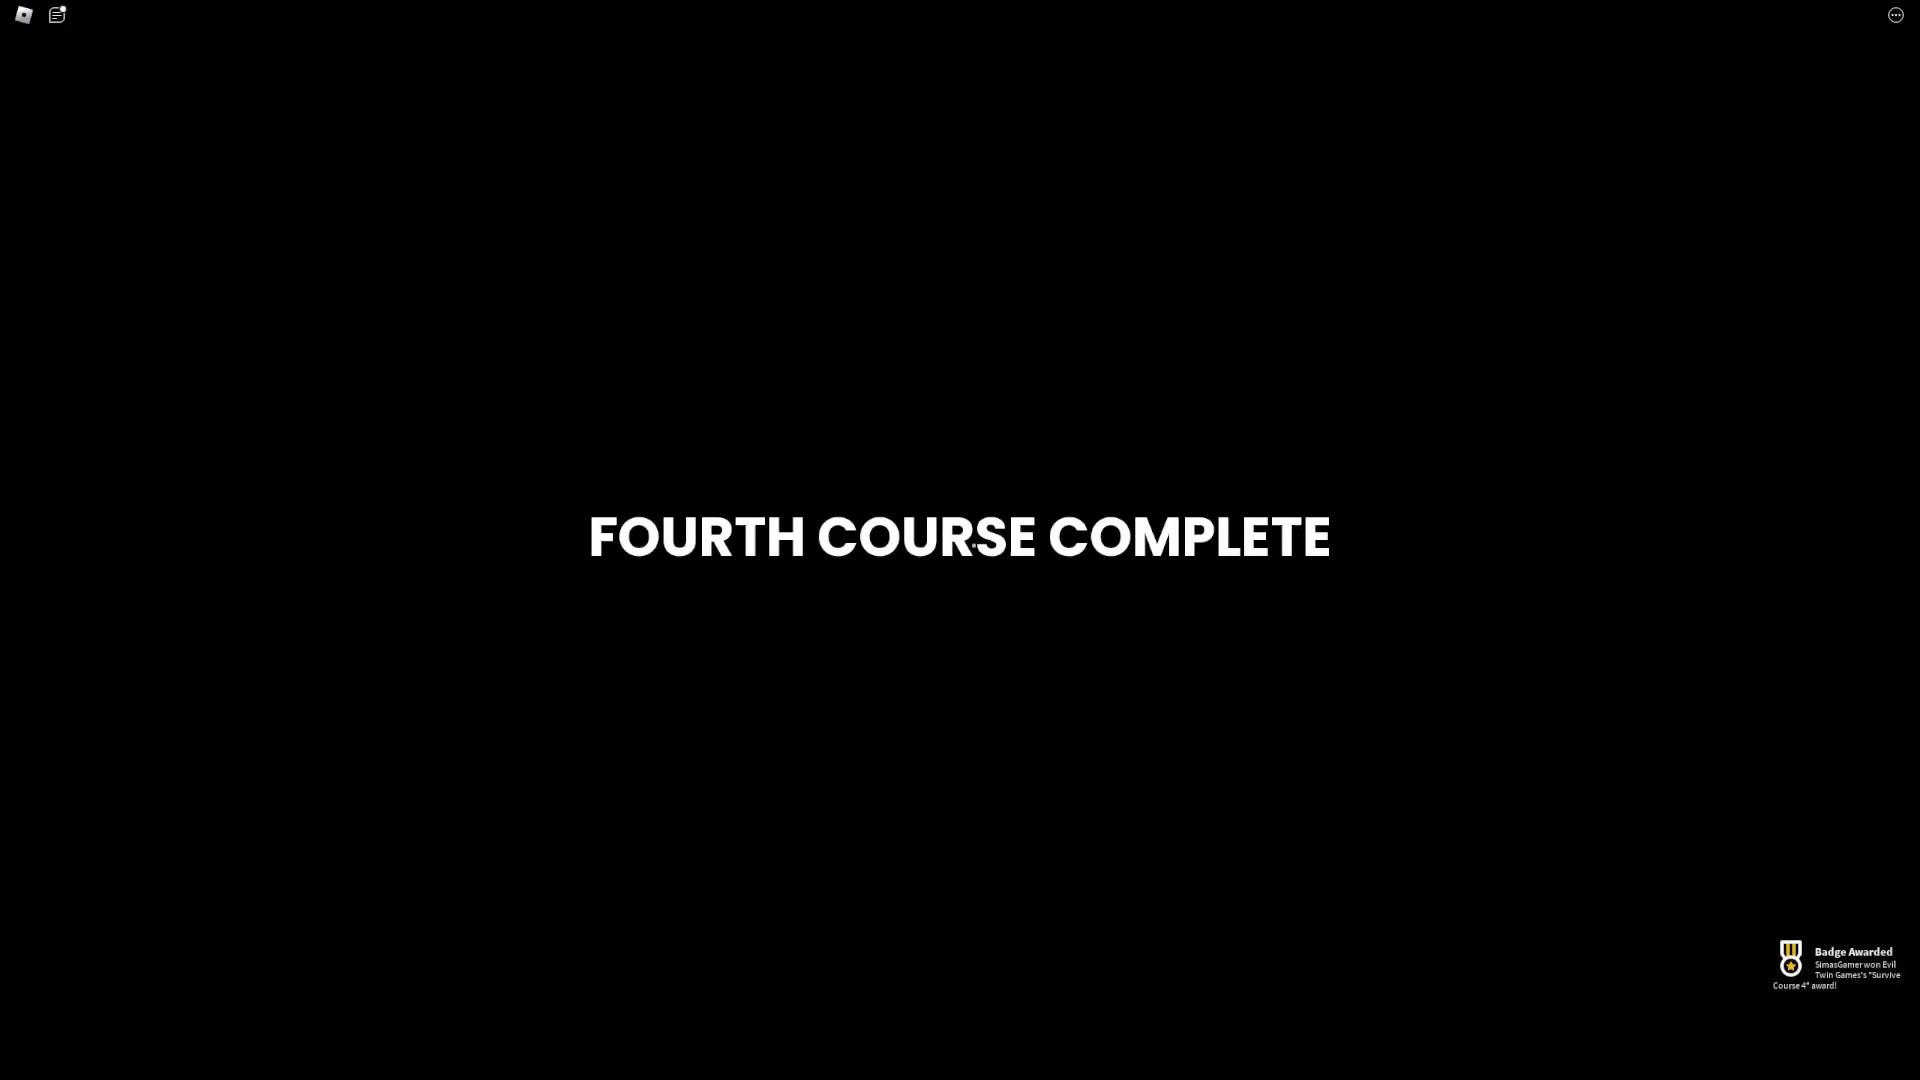 FOURTH COURSE COMPLETE
Badge Awarded
SimasGamer won Evil
Twin Games's "Survive
Course 4" award!